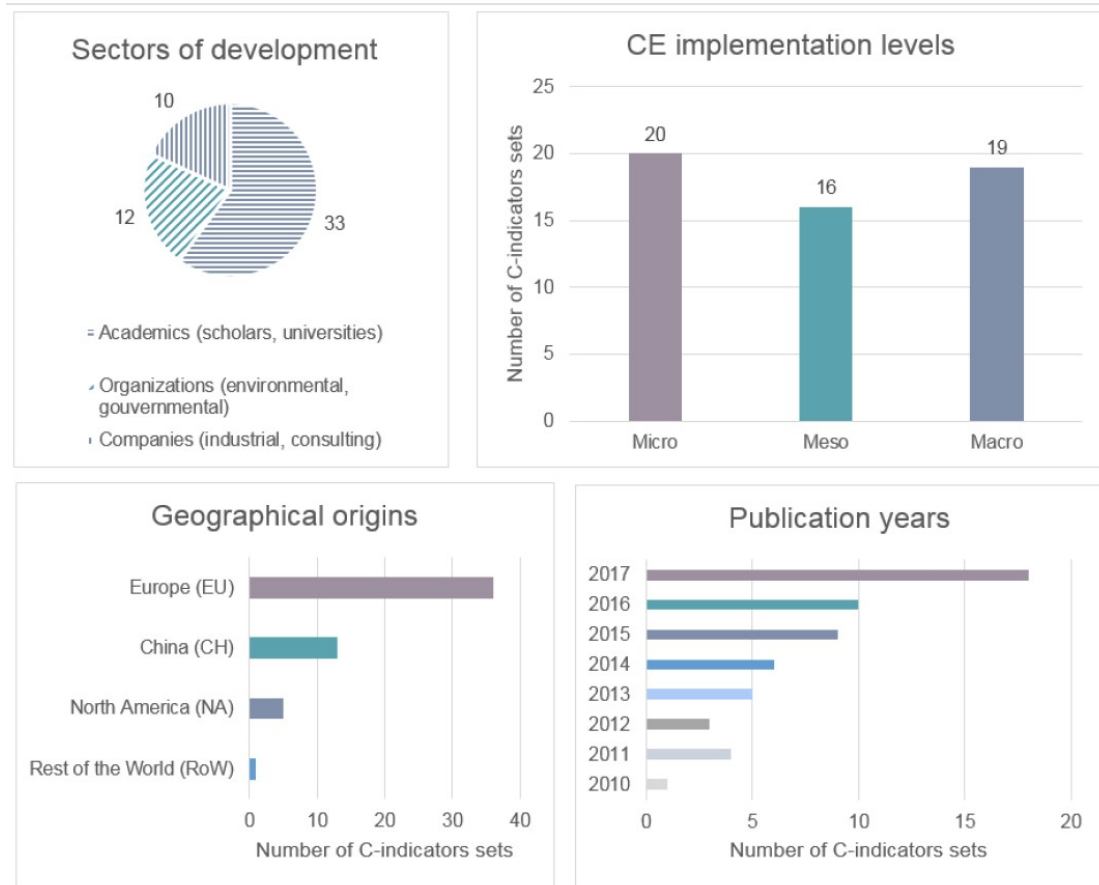 Sectors of development
10
12
33
Academics (scholars, universities)
Organizations (environmental,
gouvernmental)
Companies (industrial, consulting)
CE implementation levels
Number of C-indicators sets
25
20
15
10
5
0
20
16
19
Micro
Meso
Macro
Geographical origins
Europe (EU)
China (CH)
North America (NA)
Rest of the World (RoW)
0 10 20 30 40
Number of C-indicators sets
Publication years
2017
2016
2015
2014
2013
2012
2011
2010
0 5 10 15 20
Number of C-indicators sets